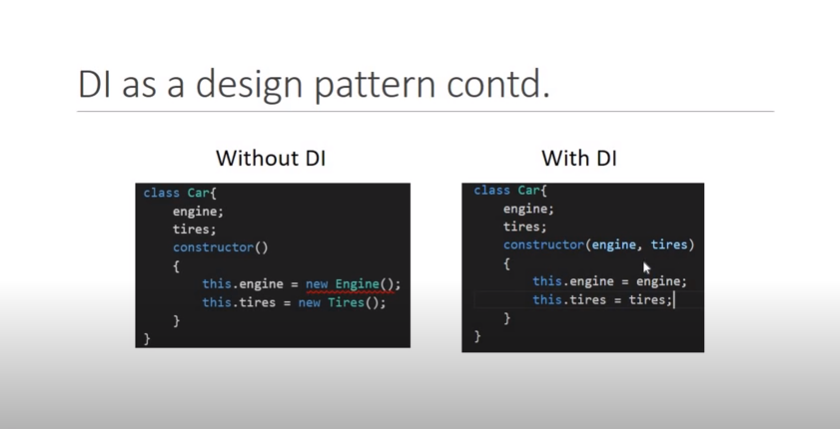 DI as a design pattern contd.
Without DI
class Car{
engine;
tires;
constructor()
{
this.engine = new Engine();
this.tires = new Tires();
}
}
With DI
class Car{
engine;
tires;
constructor(engine, tires)
{
this.engine = engine;
this.tires = tires;
}
}